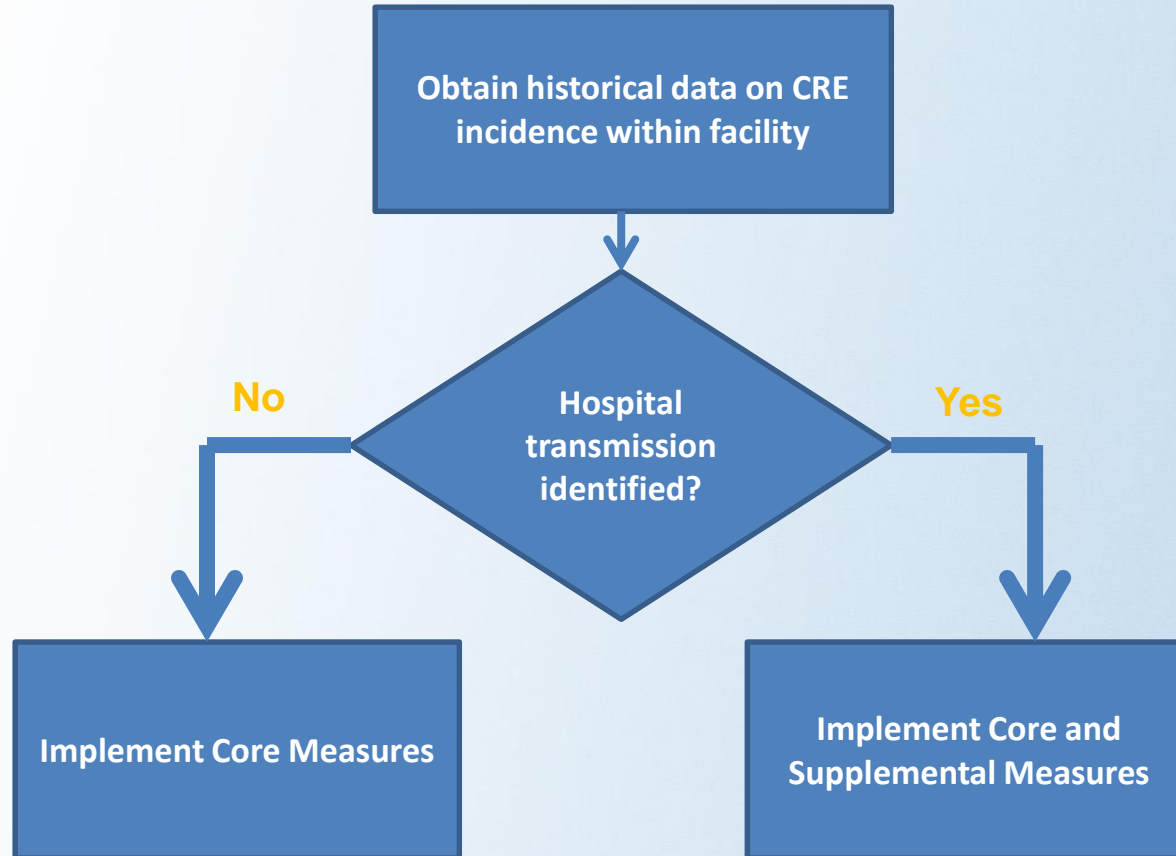 Obtain historical data on CRE
incidence within facility
No
Yes
Hospital
transmission
identified?
Implement Core Measures
Implement Core and
Supplemental Measures